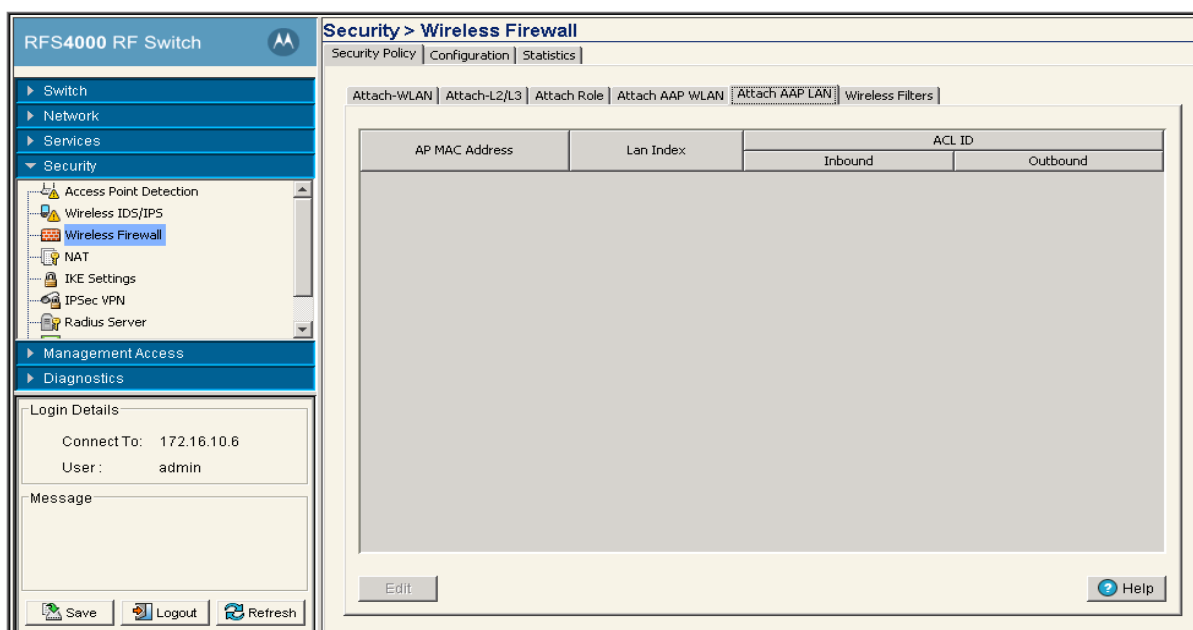 RFS4000 RF Switch
Security > Wireless Firewall
Security Policy Configuration Statistics
Switch
Network
Services
Security
Access Point Detection
Wireless IDS/IPS
Wireless Firewall
NAT
IKE Settings
IPSec VPN
Radius Server
Management Access
Diagnostics
Login Details
Connect To: 172.16.10.6
User : admin
Message
Save Logout Refresh
Attach-WLAN Attach-L2/L3 Attach Role Attach AAP WLAN Attach AAP LAN Wireless Filters
AP MAC Address Lan Index ACL ID
Inbound Outbound
Edit Help